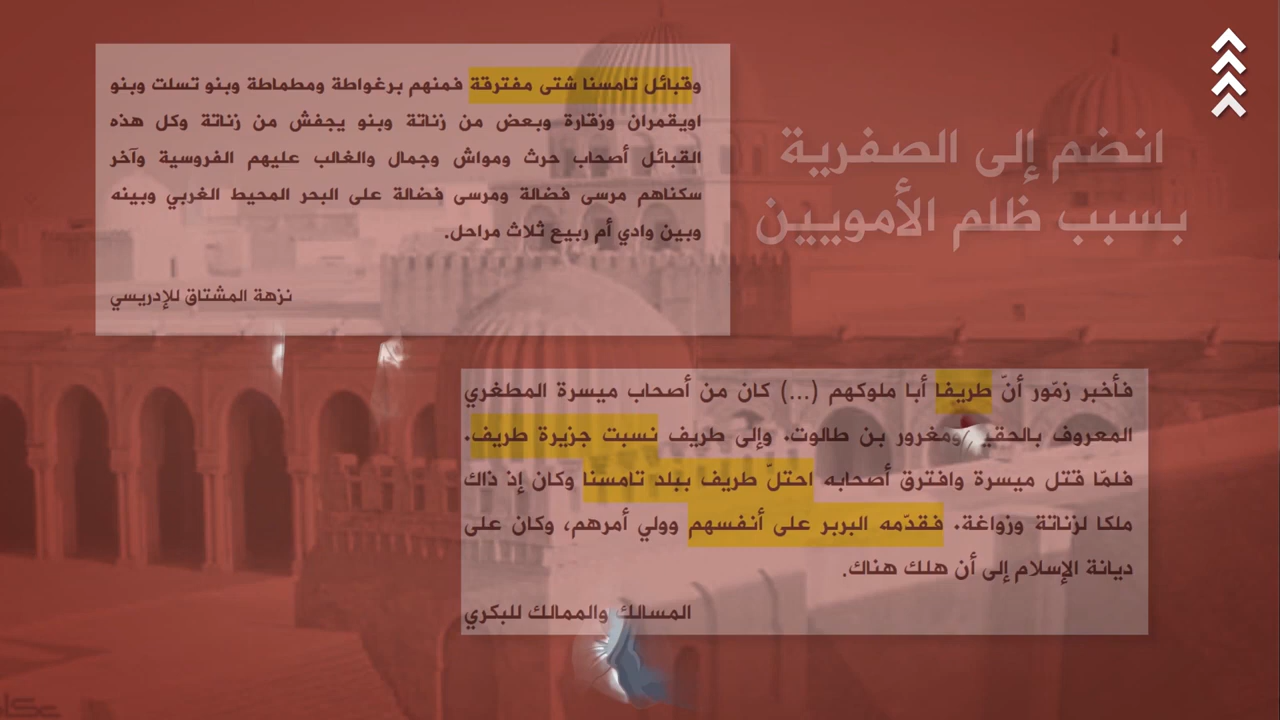 انضم إلى الصفرية
بسبب ظلم الأمويين
وقبائل تامسنا شتى مفترقة فمنهم برغواطة ومطماطة وبنو تسلت وبنو
اويقمران وزقارة وبعض من زناتة وبنو يجفش من زناتة وكل هذه
القبائل أصحاب حرث ومواش وجمال والغالب عليهم الفروسية وآخر
سكناهم مرسى فضالة ومرسى فضالة على البحر المحيط الغربي وبينه
وبين وادي أم ربيع ثلاث مراحل.
نزهة المشتاق للإدريسي
فأخبر زمّور أنّ طريفا أبا ملوكهم (...) كان من أصحاب ميسرة المطغري
المعروف ومغرور بن طالوت. وإلى طريف نسبت جزيرة طريف.
فلمّا قتل ميسرة وافترق أصحابه احتلّ طريف ببلد تامسنا وكان إذ ذاك
ملكا لزناتة وزواغة. فقدّمه البربر على أنفسهم وولي أمرهم، وكان على
ديانة الإسلام إلى أن هلك هناك.
المسالك والممالك للبكري